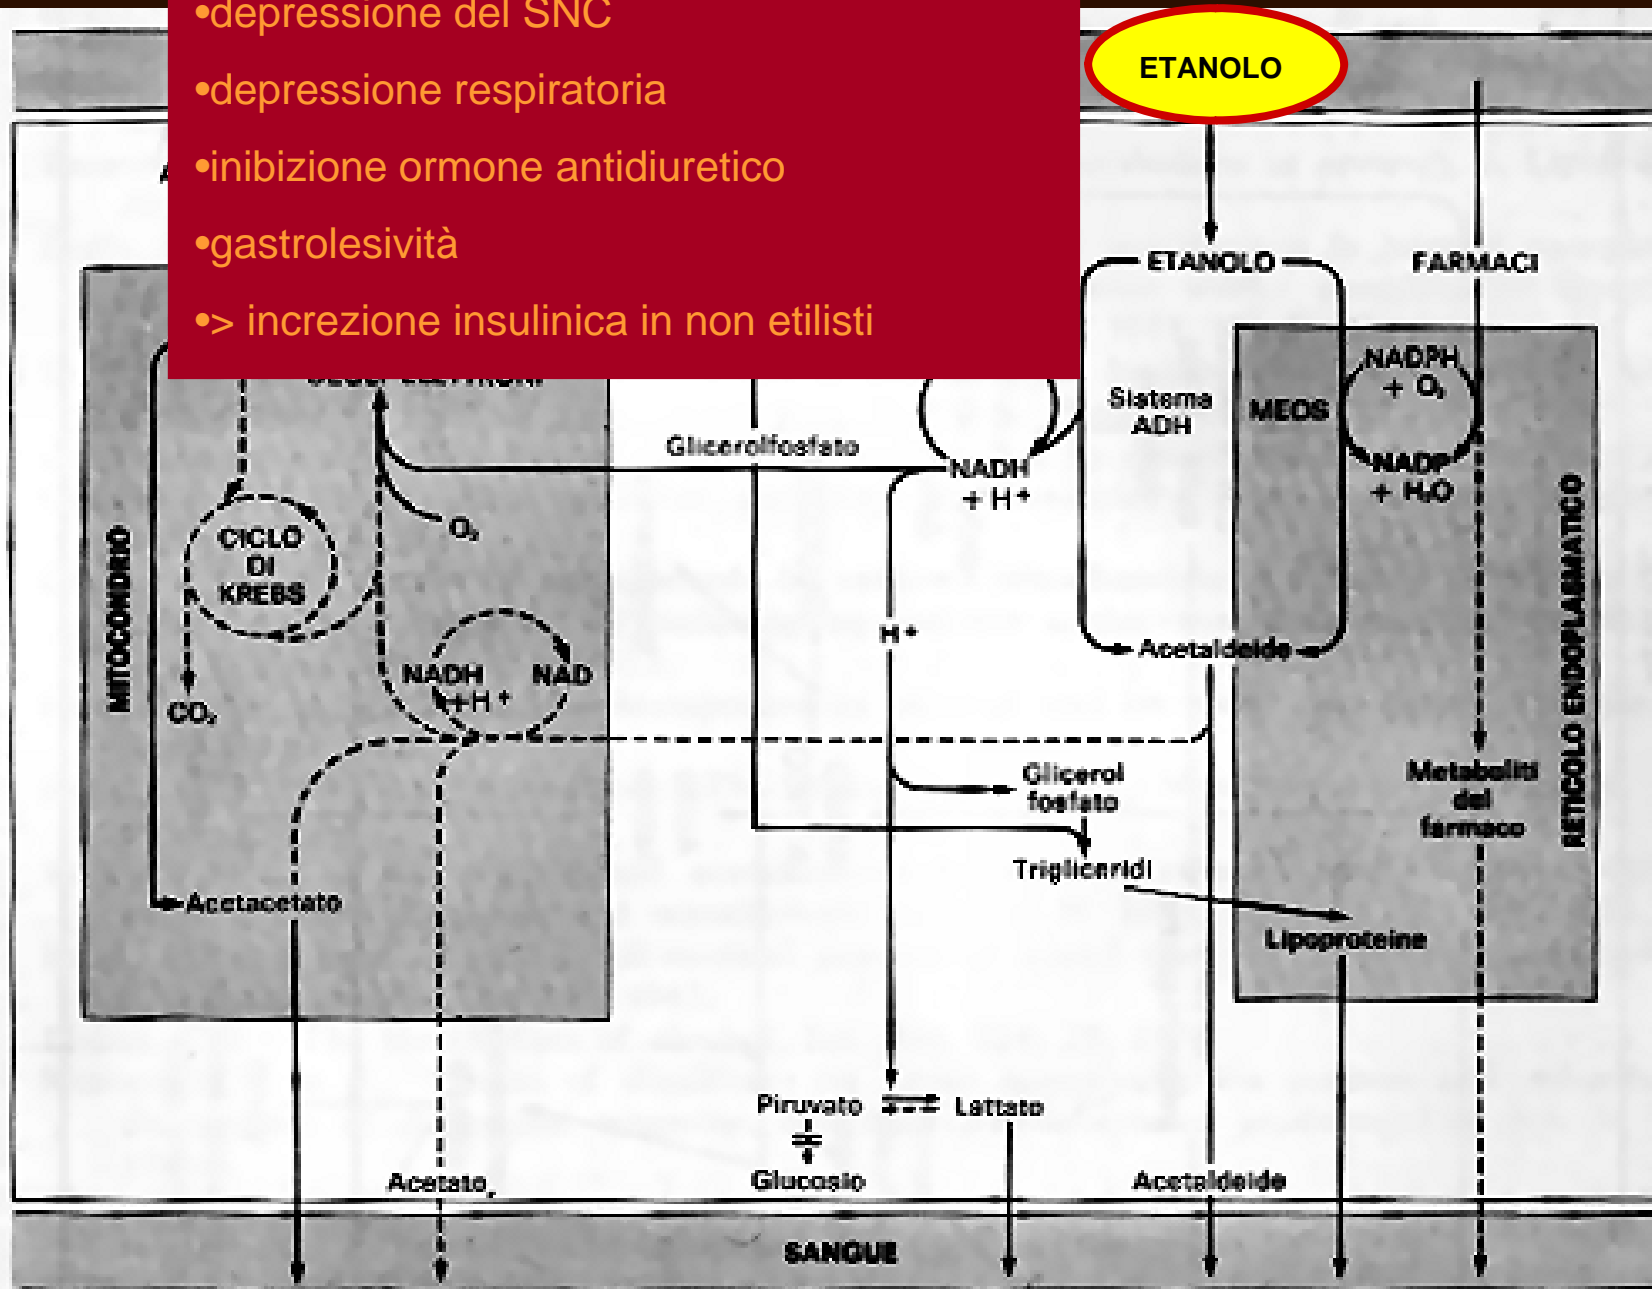 •depressione del SNC
ETANOLO
•depressione respiratoria
•inibizione ormone antidiuretico
•gastrolesività
•> increzione insulinica in non etilisti
ETANOLO
FARMACI
NADPH
+ O₂
Sistema
ADH
MEOS
Glicerolfosfato
NADH
+ H⁺
NADP
+ H₂O
O₂
CICLO
DI
KREBS
MITOCONDRIO
RETICOLO ENDOPLASMATICO
H⁺
Acetaldeide
NADH
+H⁺
NAD
CO₂
Glicerol
fosfato
Metaboliti
del
farmaco
Trigliceridi
Acetacetato
Lipoproteine
Piruvato
Lattato
Acetato,
Glucosio
Acetaldeide
SANGUE